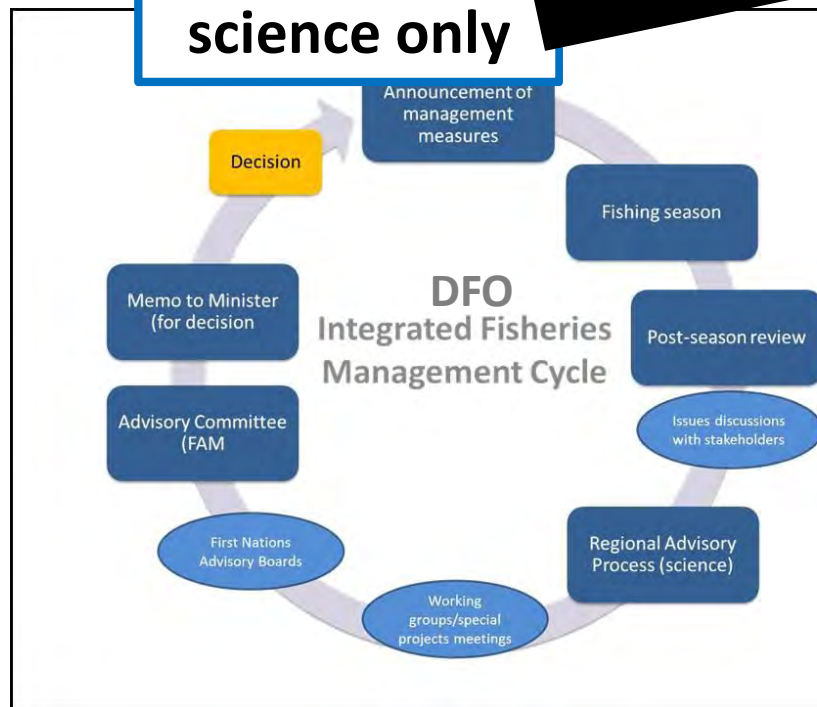 science only
Announcement of
management
measures
Decision
Fishing season
Memo to Minister
(for decision
DFO
Integrated Fisheries
Management Cycle
Post-season review
Advisory Committee
(FAM
Issues discussions
with stakeholders
First Nations
Advisory Boards
Regional Advisory
Process (science)
Working
groups/special
projects meetings